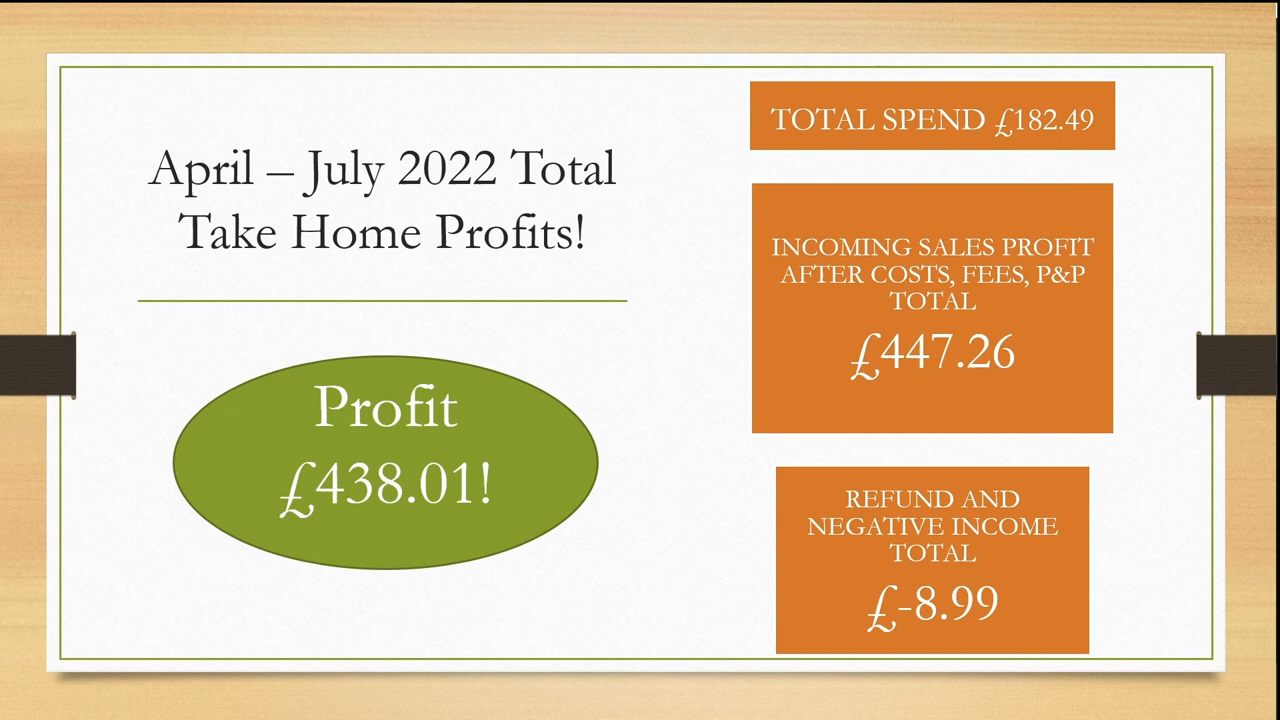 April – July 2022 Total
Take Home Profits!
Profit
£438.01!
TOTAL SPEND £182.49
INCOMING SALES PROFIT
AFTER COSTS, FEES, P&P
TOTAL
£447.26
REFUND AND
NEGATIVE INCOME
TOTAL
£-8.99